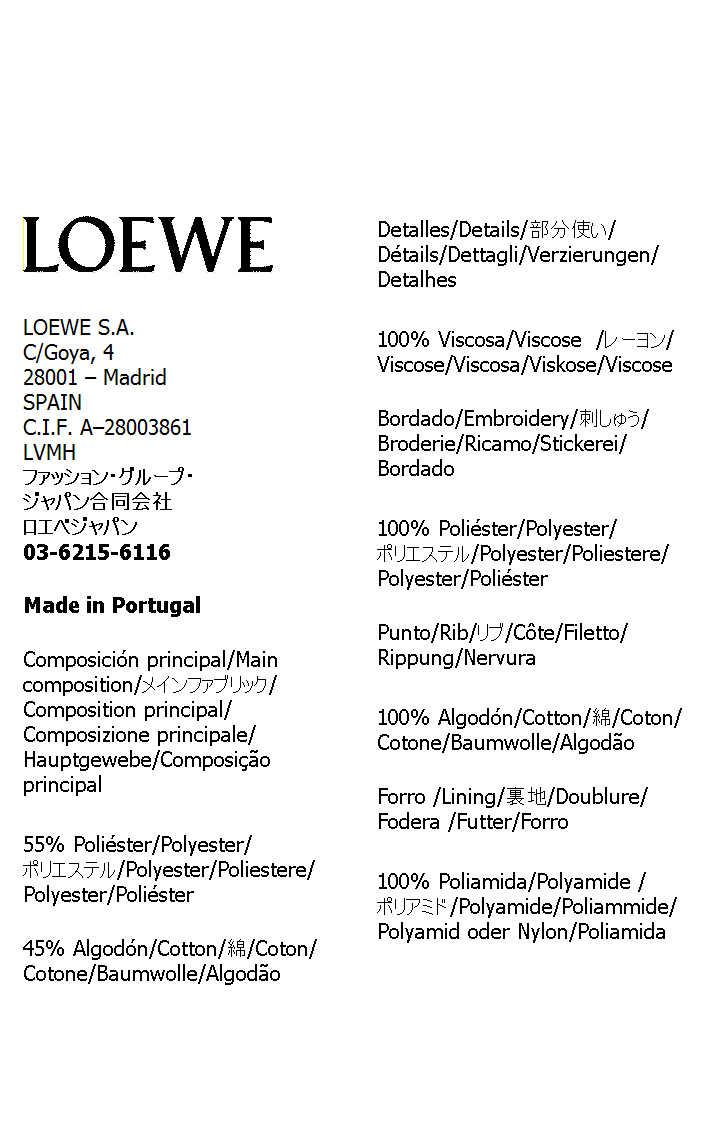 LOEWE
LOEWE S.A.
C/Goya, 4
28001 – Madrid
SPAIN
C.I.F. A–28003861
LVMH
ファッション・グループ・
ジャパン合同会社
ロエベジャパン
03-6215-6116
Made in Portugal
Composición principal/Main
composition/メインファブリック/
Composition principal/
Composizione principale/
Hauptgewebe/Composição
principal
55% Poliéster/Polyester/
ポリエステル/Polyester/Poliestere/
Polyester/Poliéster
45% Algodón/Cotton/綿/Coton/
Cotone/Baumwolle/Algodão
Detalles/Details/部分使い/
Détails/Dettagli/Verzierungen/
Detalhes
100% Viscosa/Viscose  /レーヨン/
Viscose/Viscosa/Viskose/Viscose
Bordado/Embroidery/刺しゅう/
Broderie/Ricamo/Stickerei/
Bordado
100% Poliéster/Polyester/
ポリエステル/Polyester/Poliestere/
Polyester/Poliéster
Punto/Rib/リブ/Côte/Filetto/
Rippung/Nervura
100% Algodón/Cotton/綿/Coton/
Cotone/Baumwolle/Algodão
Forro /Lining/裏地/Doublure/
Fodera /Futter/Forro
100% Poliamida/Polyamide /
ポリアミド/Polyamide/Poliammide/
Polyamid oder Nylon/Poliamida